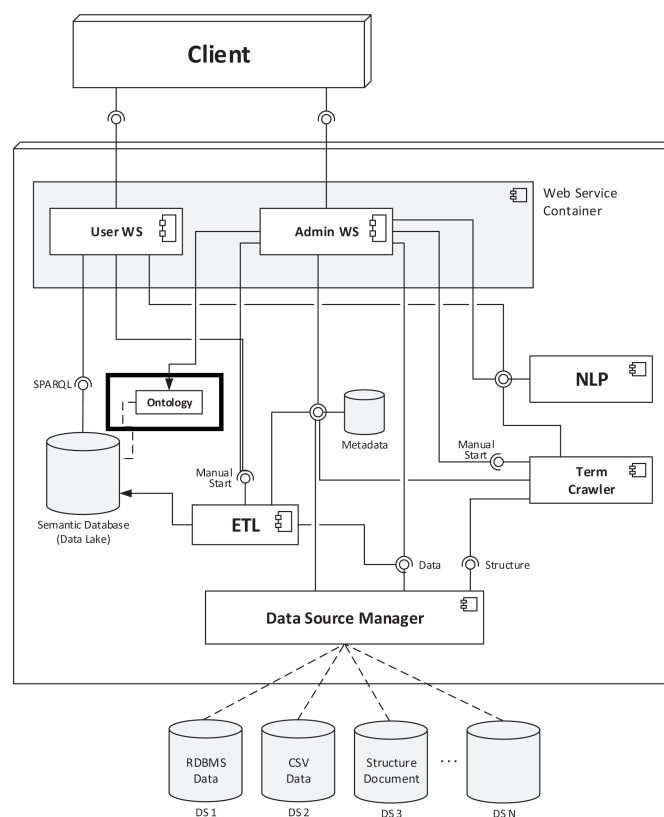 Client
Web Service
Container
User WS
Admin WS
SPARQL
Ontology
NLP
Metadata
Manual
Start
Manual
Start
Term
Crawler
Semantic Database
(Data Lake)
ETL
Data
Structure
Data Source Manager
RDBMS
Data
CSV
Data
Structure
Document
...
DS 1
DS 2
DS 3
DS N